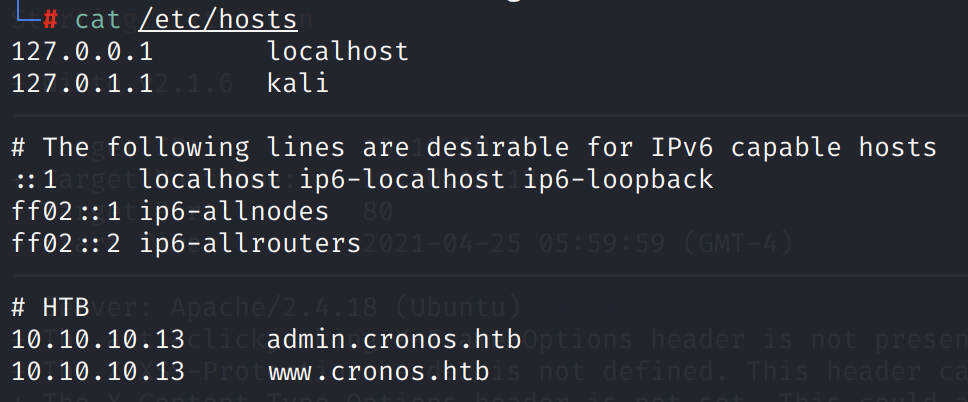 # cat /etc/hosts
127.0.0.1 localhost
127.0.1.1 kali
# The following lines are desirable for IPv6 capable hosts
::1 localhost ip6-localhost ip6-loopback
ff02::1 ip6-allnodes
ff02::2 ip6-allrouters
# HTB
10.10.10.13 admin.cronos.htb
10.10.10.13 www.cronos.htb